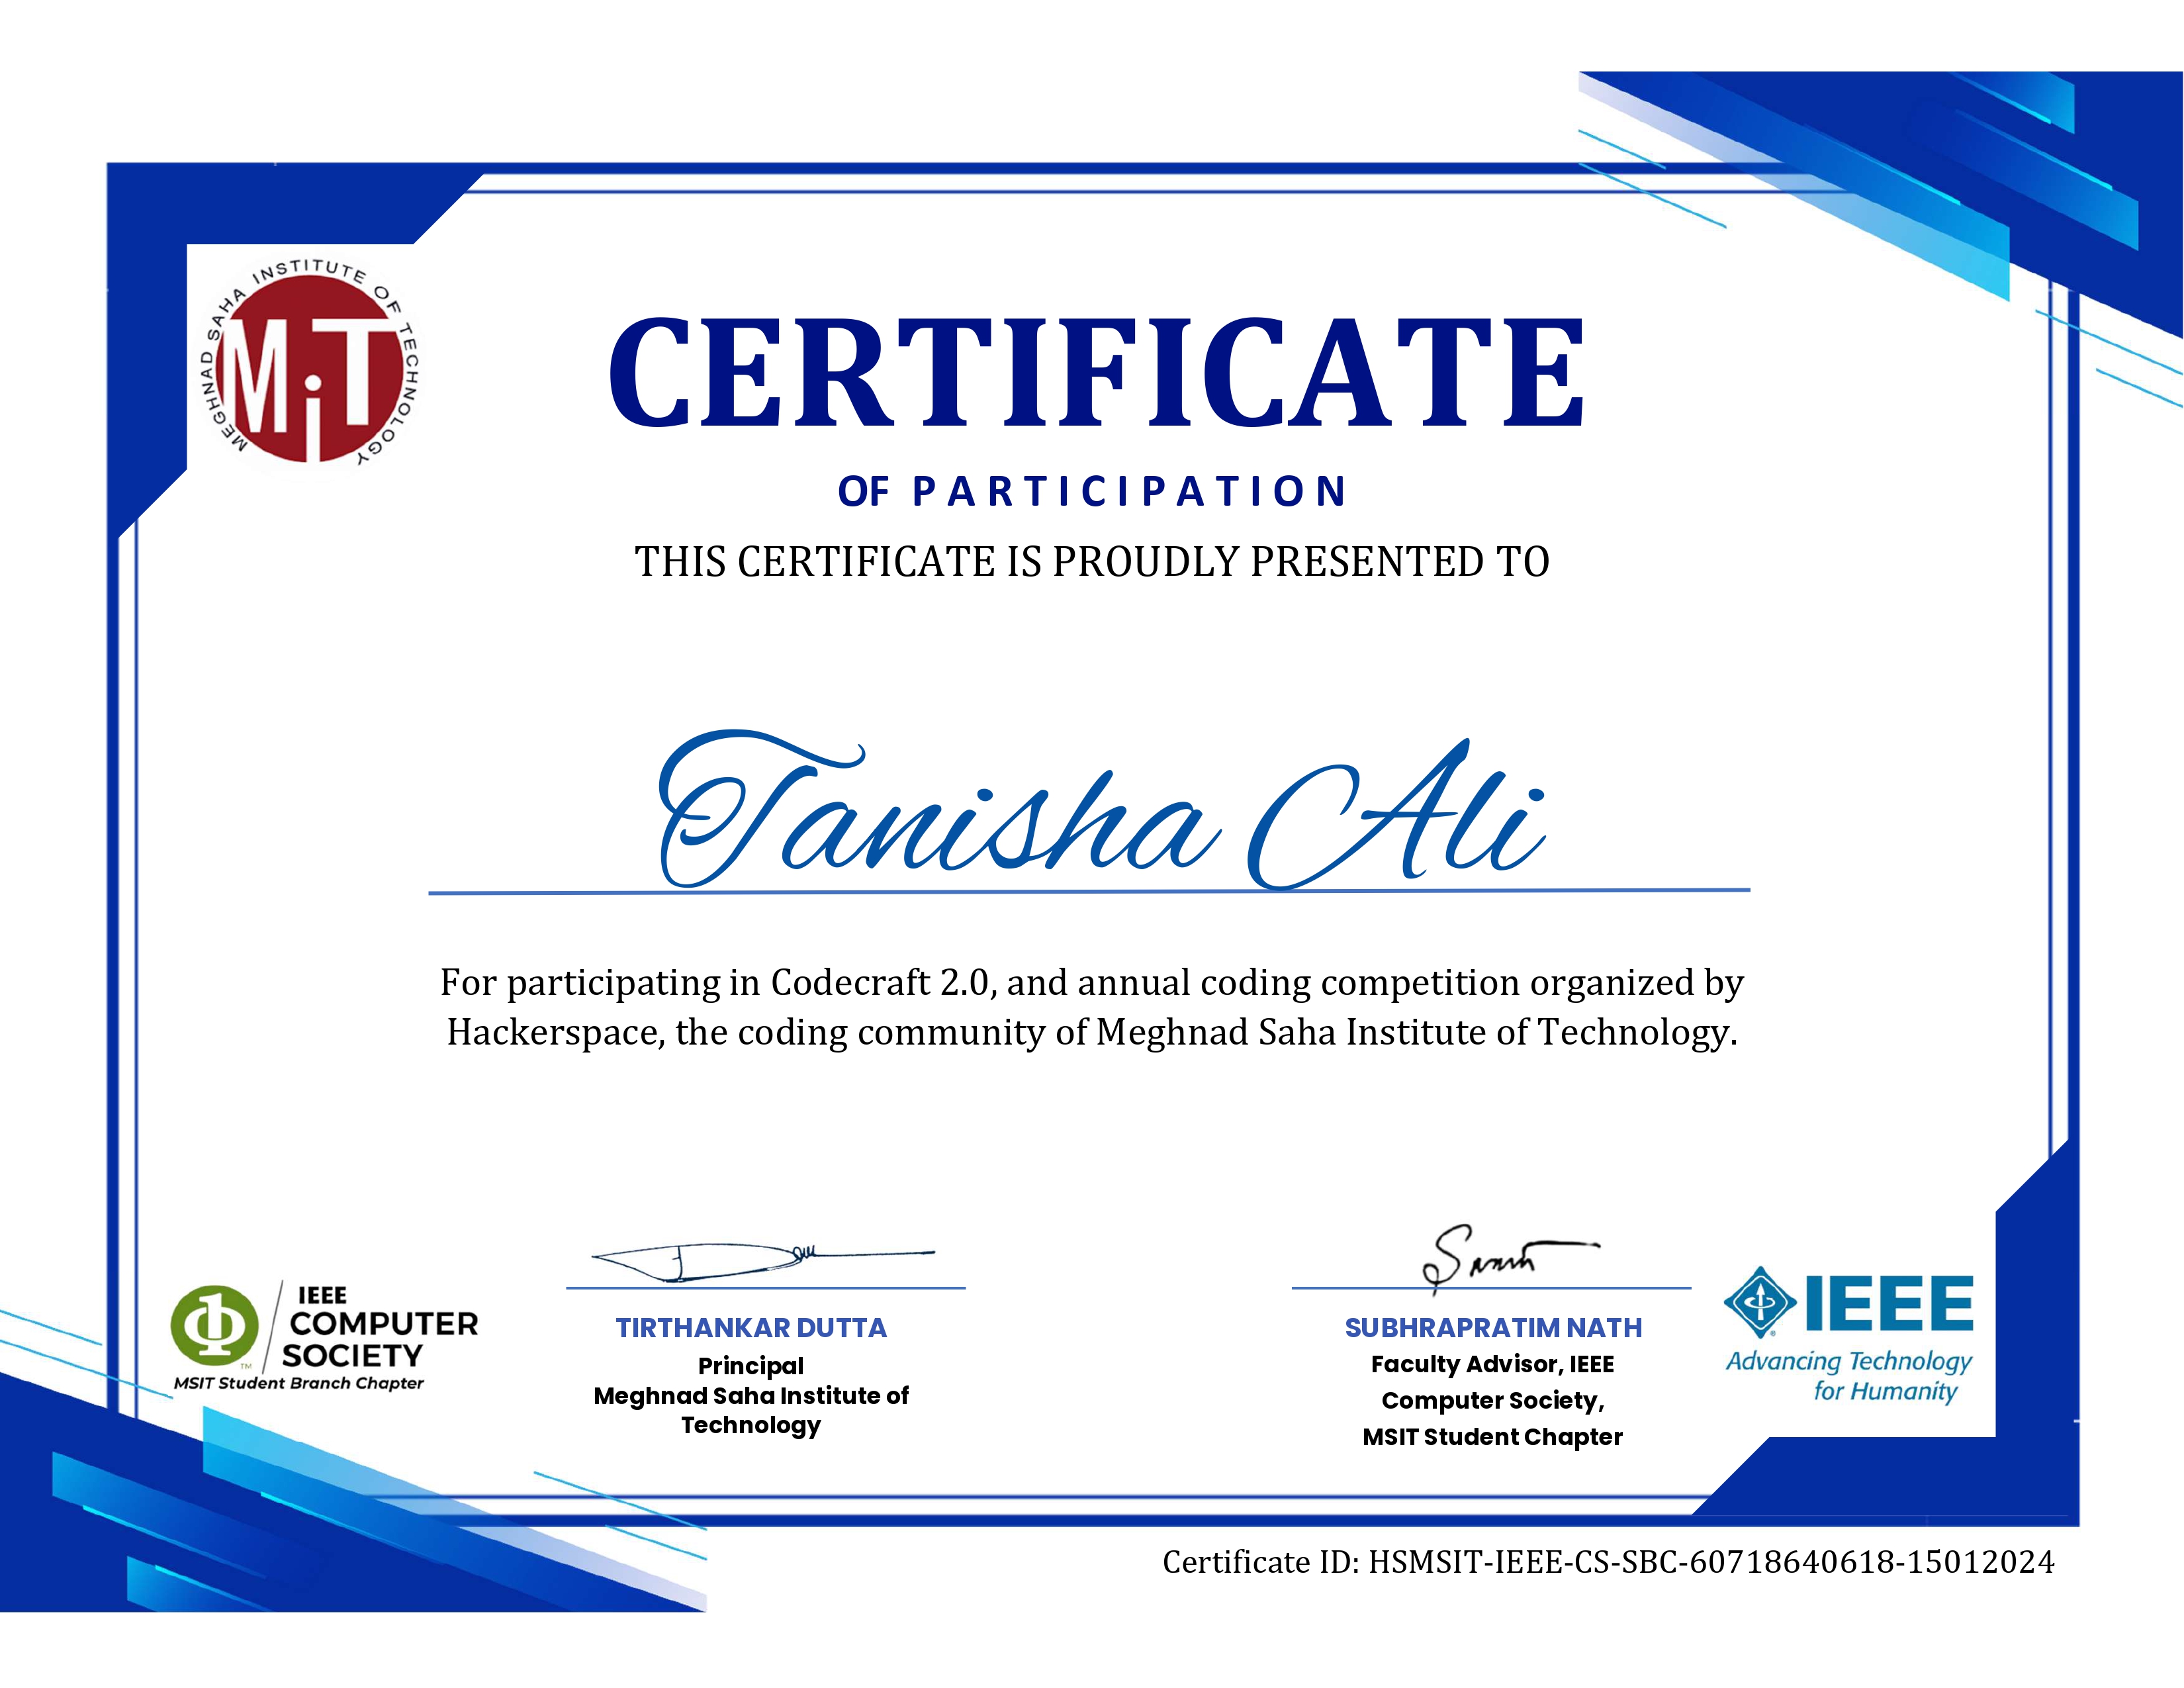 MEGHNAD SAHA INSTITUTE OF TECHNOLOGY
MiT
CERTIFICATE
OF PARTICIPATION
THIS CERTIFICATE IS PROUDLY PRESENTED TO
Tanisha Ali
For participating in Codecraft 2.0, and annual coding competition organized by
Hackerspace, the coding community of Meghnad Saha Institute of Technology.
IEEE
COMPUTER
SOCIETY
TM
MSIT Student Branch Chapter
TIRTHANKAR DUTTA
Principal
Meghnad Saha Institute of
Technology
SUBHRAPRATIM NATH
Faculty Advisor, IEEE
Computer Society,
MSIT Student Chapter
IEEE
®
Advancing Technology
for Humanity
Certificate ID: HSMSIT-IEEE-CS-SBC-60718640618-15012024